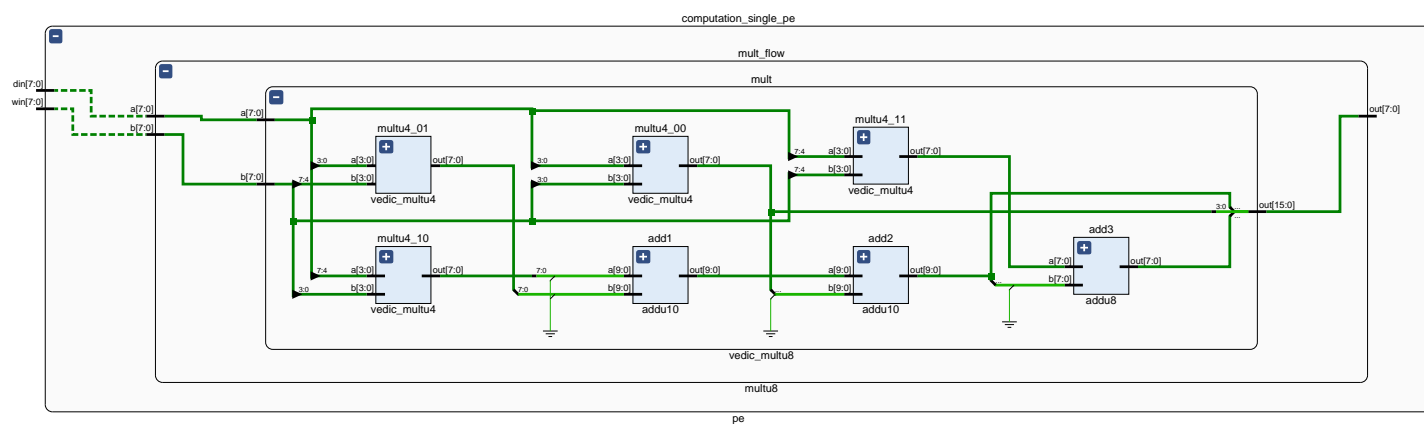 computation_single_pe
mult_flow
mult
din[7:0]
win[7:0]
a[7:0]
b[7:0]
a[7:0]
b[7:0]
multu4_01
3:0
7:4
a[3:0]
b[3:0]
out[7:0]
vedic_multu4
multu4_00
3:0
3:0
a[3:0]
b[3:0]
out[7:0]
vedic_multu4
multu4_11
7:4
7:4
a[3:0]
b[3:0]
out[7:0]
vedic_multu4
multu4_10
7:4
3:0
a[3:0]
b[3:0]
out[7:0]
vedic_multu4
add1
7:0
7:0
a[9:0]
b[9:0]
out[9:0]
addu10
add2
...
a[9:0]
b[9:0]
out[9:0]
addu10
add3
...
a[7:0]
b[7:0]
out[7:0]
addu8
3:0
...
...
out[15:0]
out[7:0]
vedic_multu8
multu8
pe